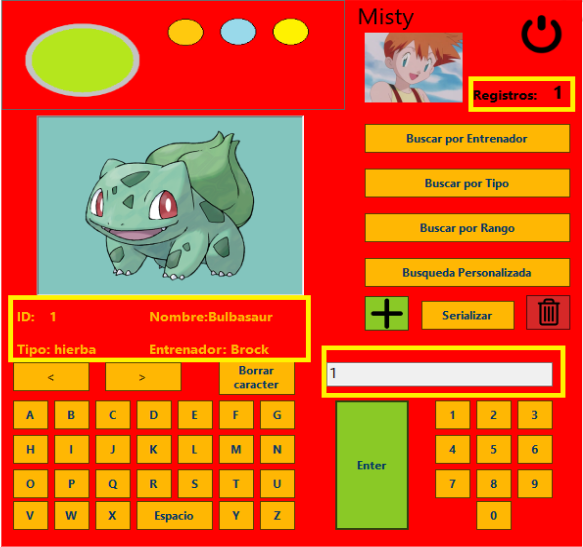 Misty
Registros: 1
Buscar por Entrenador
Buscar por Tipo
Buscar por Rango
Busqueda Personalizada
Serializar
ID: 1 Nombre:Bulbasaur
Tipo: hierba Entrenador: Brock
< > Borrar caracter
1
A B C D E F G
H I J K L M N
O P Q R S T U
V W X Espacio Y Z
Enter
1 2 3
4 5 6
7 8 9
0